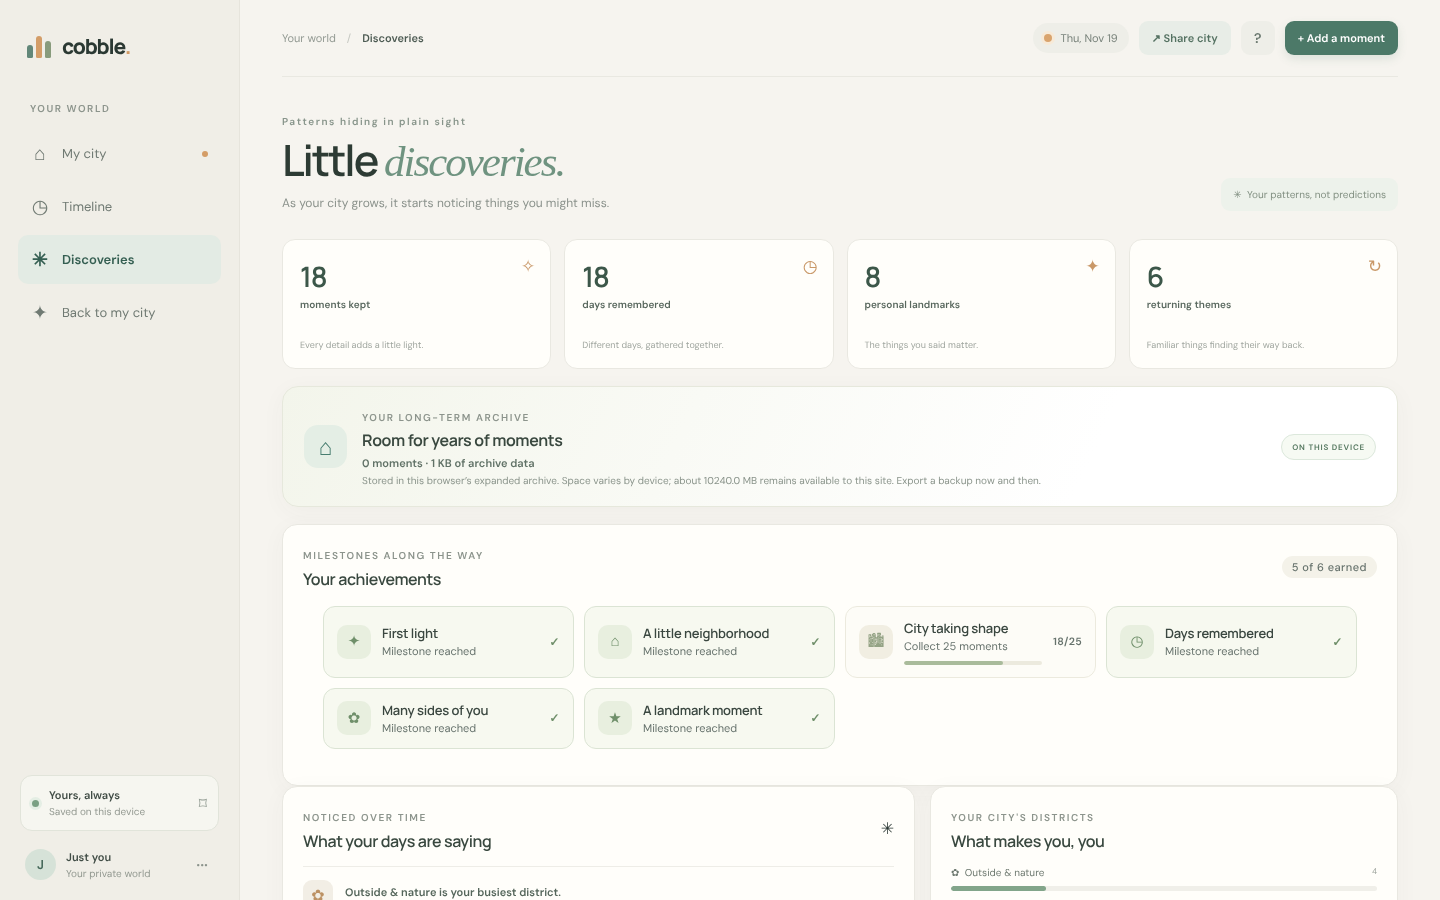 cobble.
YOUR WORLD
My city
Timeline
Discoveries
Back to my city
Yours, always
Saved on this device
J
Just you
Your private world
Your world / Discoveries
Thu, Nov 19
↗ Share city
?
+ Add a moment
Patterns hiding in plain sight
Little discoveries.
As your city grows, it starts noticing things you might miss.
Your patterns, not predictions
18
moments kept
Every detail adds a little light.
18
days remembered
Different days, gathered together.
8
personal landmarks
The things you said matter.
6
returning themes
Familiar things finding their way back.
YOUR LONG-TERM ARCHIVE
Room for years of moments
0 moments · 1 KB of archive data
Stored in this browser's expanded archive. Space varies by device; about 10240.0 MB remains available to this site. Export a backup now and then.
ON THIS DEVICE
MILESTONES ALONG THE WAY
Your achievements
5 of 6 earned
First light
Milestone reached
A little neighborhood
Milestone reached
City taking shape
Collect 25 moments
18/25
Days remembered
Milestone reached
Many sides of you
Milestone reached
A landmark moment
Milestone reached
NOTICED OVER TIME
What your days are saying
Outside & nature is your busiest district.
YOUR CITY'S DISTRICTS
What makes you, you
Outside & nature
4